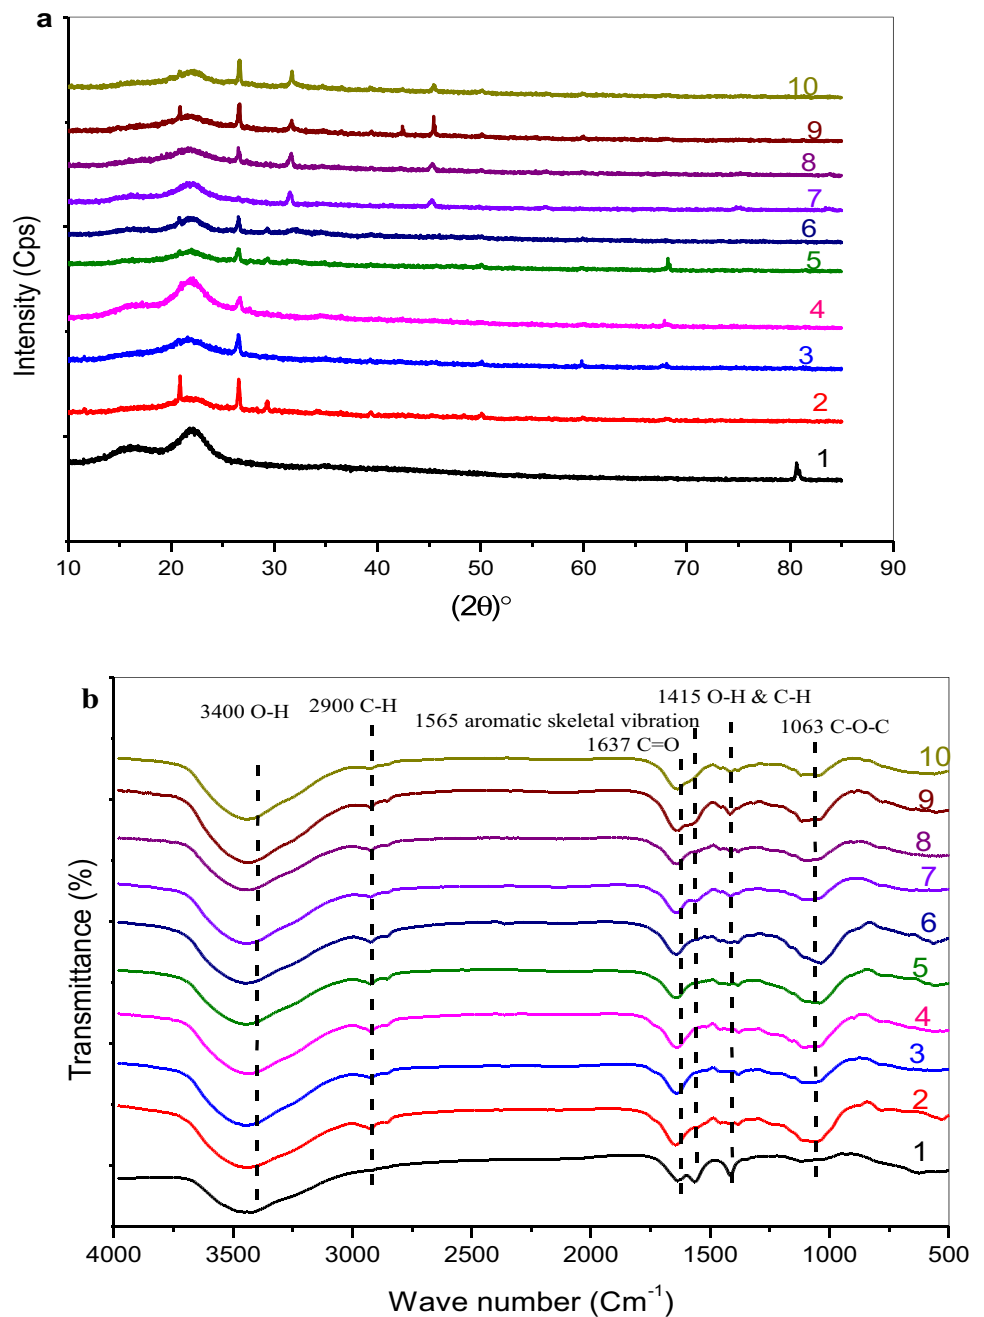 a
10
9
8
7
6
5
4
3
2
1
Intensity (Cps)
10 20 30 40 50 60 70 80 90
(2θ)°
b
3400 O-H
2900 C-H
1415 O-H & C-H
1565 aromatic skeletal vibration
1063 C-O-C
1637 C=O
10
9
8
7
6
5
4
3
2
1
Transmittance (%)
4000 3500 3000 2500 2000 1500 1000 500
Wave number (Cm⁻¹)